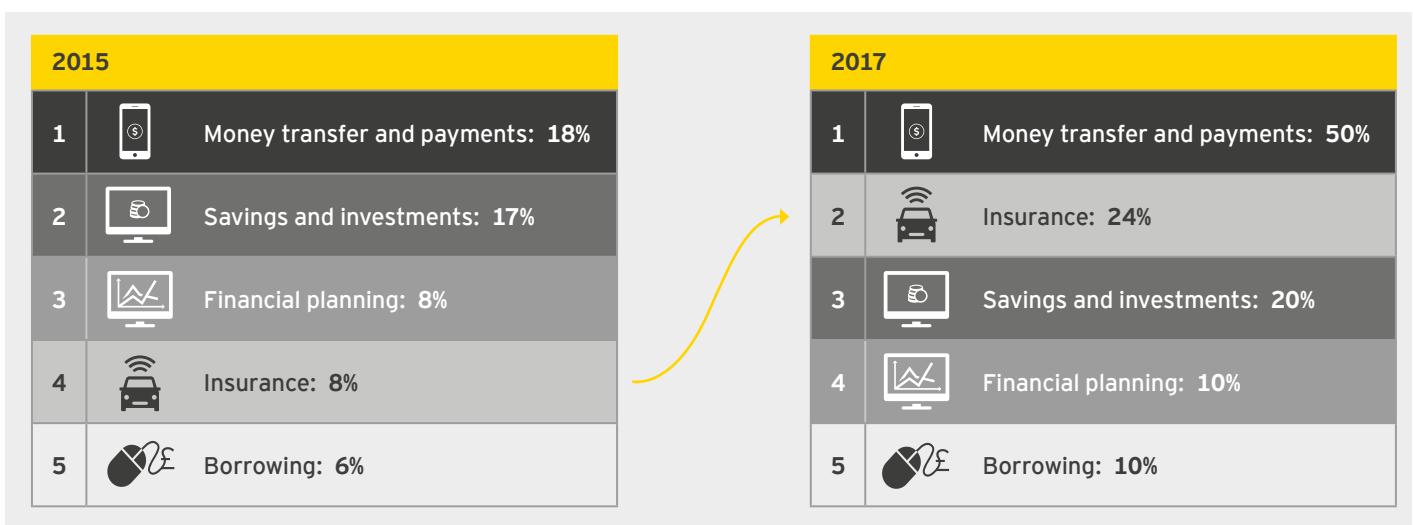 2015
1 Money transfer and payments: 18%
2 Savings and investments: 17%
3 Financial planning: 8%
4 Insurance: 8%
5 £ Borrowing: 6%
2017
1 Money transfer and payments: 50%
2 Insurance: 24%
3 Savings and investments: 20%
4 Financial planning: 10%
5 £ Borrowing: 10%